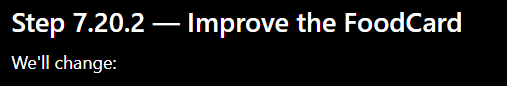 Step 7.20.2 — Improve the FoodCard
We'll change: